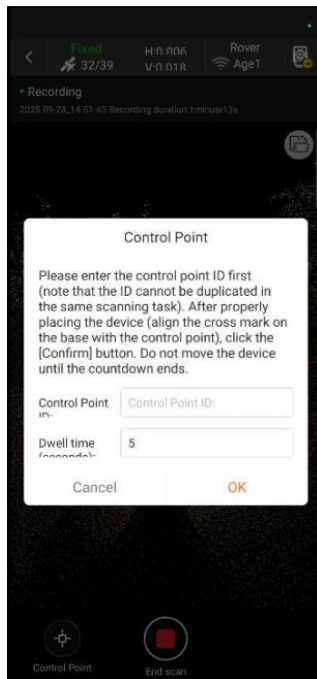 Fixed H:0.006 Rover
32/39 V:0.018 Age1
Recording
2025-09-28_14-51-45 Recording duration:1minute13s
Control Point
Please enter the control point ID first
(note that the ID cannot be duplicated in
the same scanning task). After properly
placing the device (align the cross mark on
the base with the control point), click the
[Confirm] button. Do not move the device
until the countdown ends.
Control Point Control Point ID:
ID:
Dwell time 5
(seconds):
Cancel OK
Control Point End scan